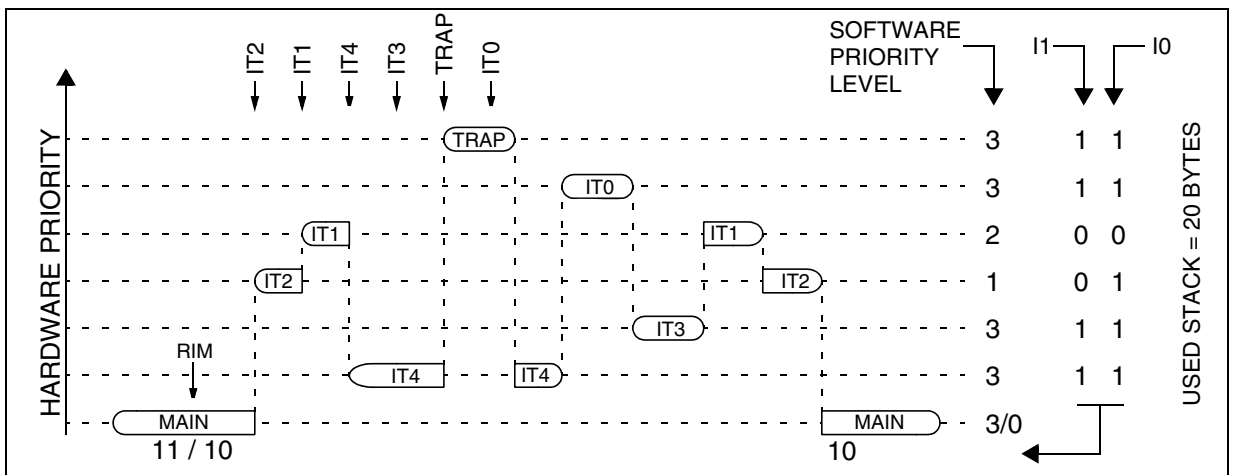 IT2
IT1
IT4
IT3
TRAP
IT0
SOFTWARE
PRIORITY
LEVEL
I1
I0
HARDWARE PRIORITY
TRAP
3
1 1
IT0
3
1 1
IT1
IT1
2
0 0
IT2
IT2
1
0 1
IT3
3
1 1
RIM
IT4
IT4
3
1 1
MAIN
MAIN
3/0
11 / 10
10
USED STACK = 20 BYTES